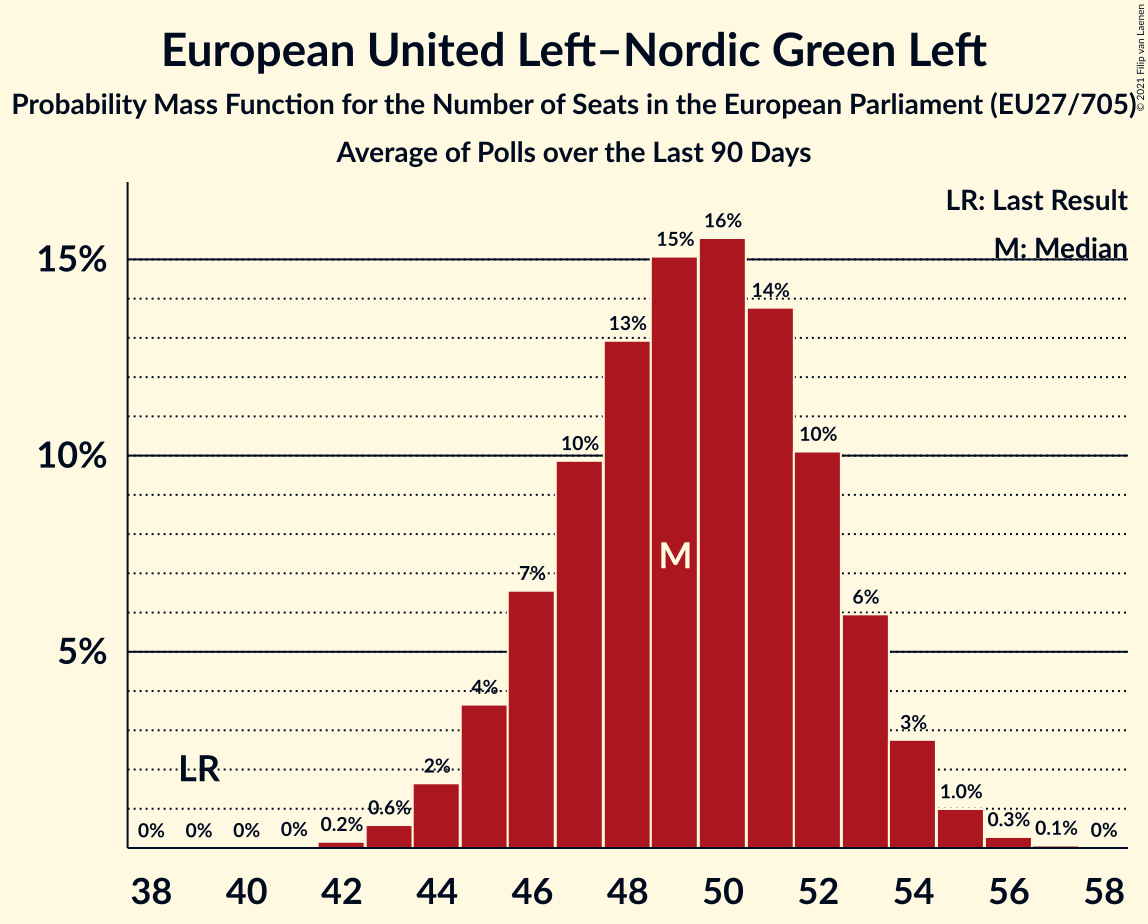 European United Left–Nordic Green Left
Probability Mass Function for the Number of Seats in the European Parliament (EU27/705)
Average of Polls over the Last 90 Days
© 2021 Filip van Laenen
LR: Last Result
M: Median
15%
10%
5%
0% 0% 0% 0% 0.2% 0.6% 2% 4% 7% 10% 13% 15% 16% 14% 10% 6% 3% 1.0% 0.3% 0.1% 0%
LR
M
38 40 42 44 46 48 50 52 54 56 58